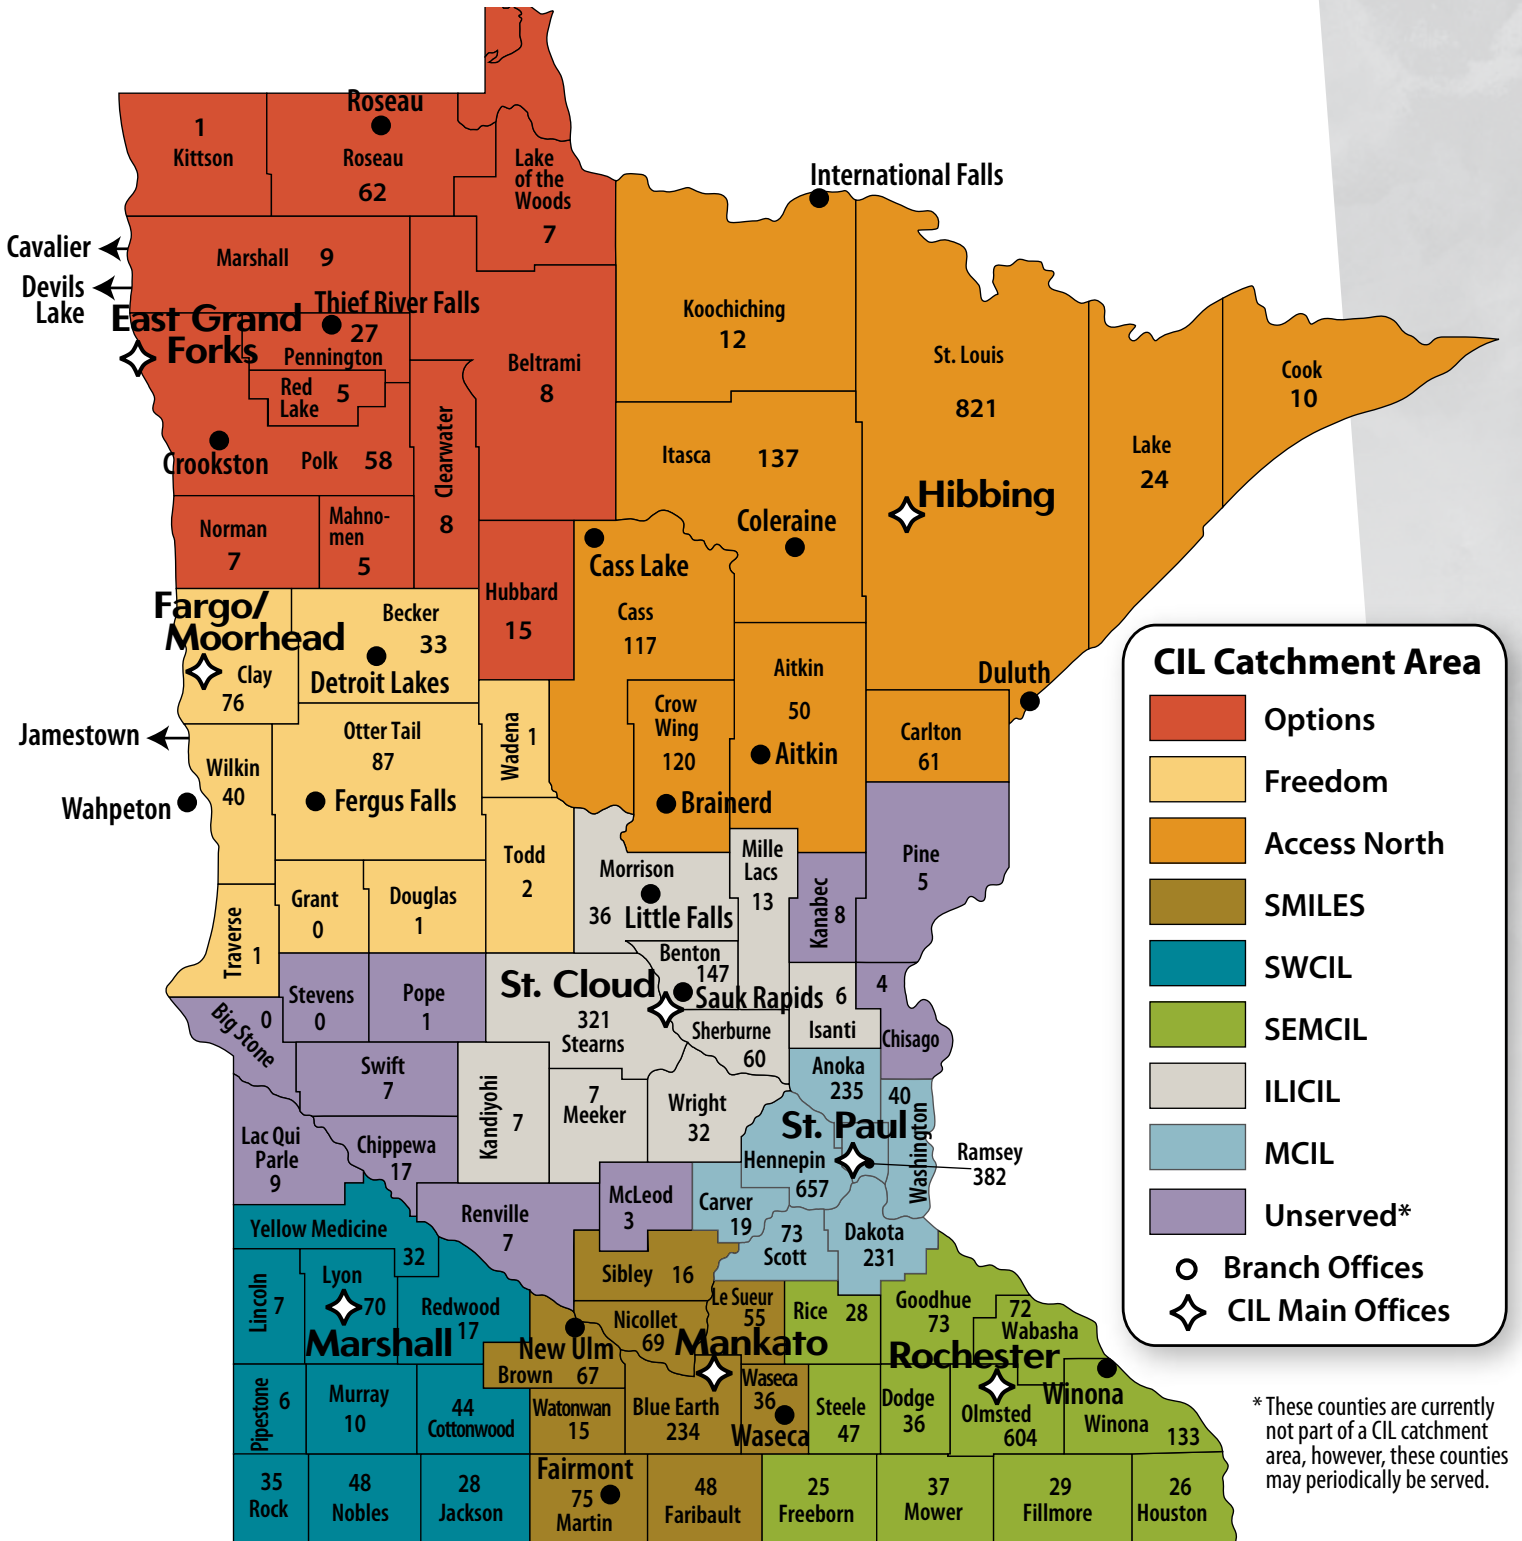 Roseau
1
Kittson
Roseau
62
Lake
of the
Woods
7
International Falls
Cavalier
Marshall 9
Devils
Lake
Thief River Falls
27
Pennington
East Grand
Forks
Red
Lake
5
Koochiching
12
Beltrami
8
St. Louis
821
Cook
10
Crookston
Polk 58
Clearwater
8
Itasca 137
Lake
24
Hibbing
Coleraine
Norman
7
Mahno-
men
5
Cass Lake
Hubbard
15
Cass
117
Fargo/
Moorhead
Clay
76
Becker
33
Detroit Lakes
Aitkin
50
Aitkin
Duluth
Jamestown
Otter Tail
87
Wadena
1
Crow
Wing
120
Brainerd
Carlton
61
Wilkin
40
Wahpeton
Fergus Falls
Todd
2
Morrison
36
Little Falls
Mille
Lacs
13
Kanabec
8
Pine
5
Grant
0
Douglas
1
Traverse
1
Benton
147
St. Cloud
Sauk Rapids
321
Stearns
Sherburne
60
6
Isanti
4
Chisago
Stevens
0
Pope
1
Big Stone
0
Swift
7
Kandiyohi
7
7
Meeker
Wright
32
Anoka
235
40
Washington
St. Paul
Hennepin
657
Ramsey
382
Lac Qui
Parle
9
Chippewa
17
Renville
7
McLeod
3
Carver
19
73
Scott
Dakota
231
Yellow Medicine
32
Lincoln
7
Lyon
70
Marshall
Redwood
17
Sibley 16
Nicollet
69
Le Sueur
55
Rice 28
Goodhue
73
72
Wabasha
New Ulm
Brown 67
Mankato
Rochester
Winona
Pipestone
6
Murray
10
44
Cottonwood
Watonwan
15
Blue Earth
234
Waseca
36
Waseca
Steele
47
Dodge
36
Olmsted
604
Winona
133
35
Rock
48
Nobles
28
Jackson
Fairmont
75
Martin
48
Faribault
25
Freeborn
37
Mower
29
Fillmore
26
Houston
CIL Catchment Area
Options
Freedom
Access North
SMILES
SWCIL
SEMCIL
ILICIL
MCIL
Unserved*
Branch Offices
CIL Main Offices
* These counties are currently
not part of a CIL catchment
area, however, these counties
may periodically be served.